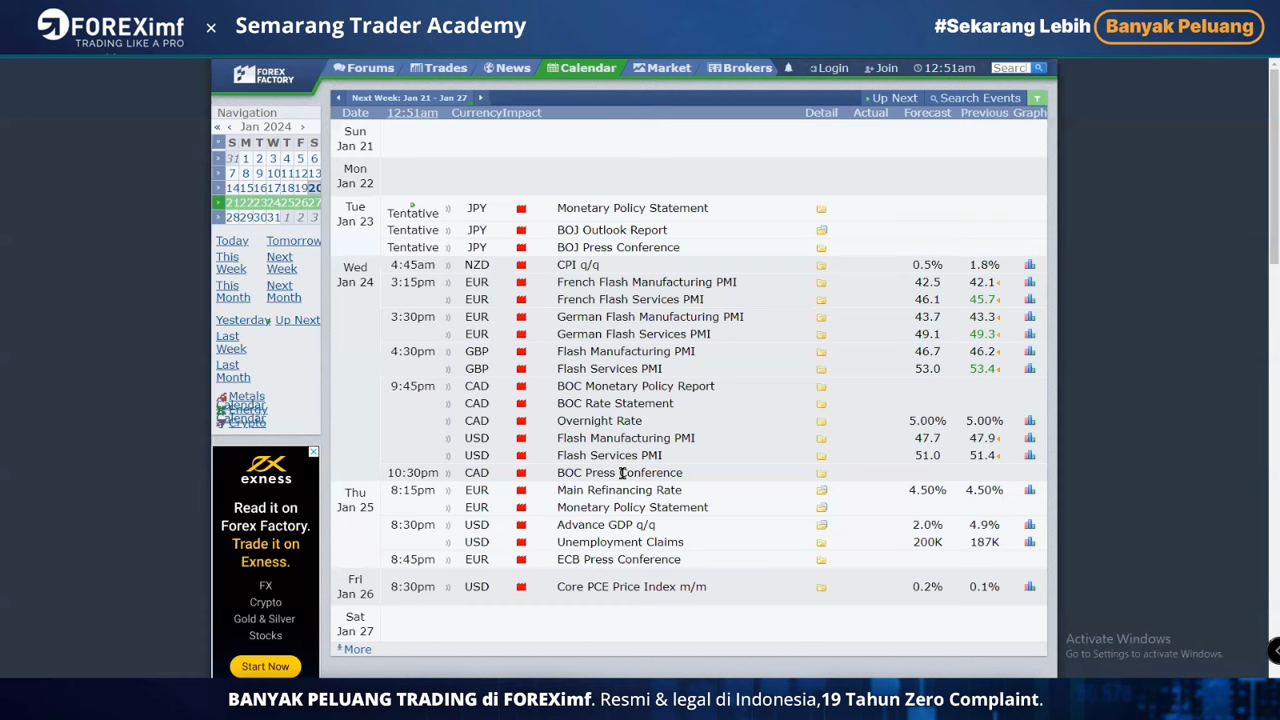 FOREXimf × Semarang Trader Academy #Sekarang Lebih Banyak Peluang
TRADING LIKE A PRO
FOREX FACTORY
Forums Trades News Calendar Market Brokers Login Join 12:51am Searc
Navigation
« ‹ Jan 2024 ›
S M T W T F S
31 1 2 3 4 5 6
7 8 9 10 11 12 13
14 15 16 17 18 19 20
21 22 23 24 25 26 27
28 29 30 31 1 2 3
Today Tomorrow
This Week Next Week
This Month Next Month
Yesterday Up Next
Last Week
Last Month
Metals
Calendar
Energy
Calendar
Crypto
exness
Read it on
Forex Factory.
Trade it on
Exness.
FX
Crypto
Gold & Silver
Stocks
Start Now
Next Week: Jan 21 - Jan 27 Up Next Search Events
Date 12:51am Currency Impact Detail Actual Forecast Previous Graph
Sun Jan 21
Mon Jan 22
Tue Jan 23 Tentative JPY Monetary Policy Statement
Tentative JPY BOJ Outlook Report
Tentative JPY BOJ Press Conference
Wed Jan 24 4:45am NZD CPI q/q 0.5% 1.8%
3:15pm EUR French Flash Manufacturing PMI 42.5 42.1
EUR French Flash Services PMI 46.1 45.7
3:30pm EUR German Flash Manufacturing PMI 43.7 43.3
EUR German Flash Services PMI 49.1 49.3
4:30pm GBP Flash Manufacturing PMI 46.7 46.2
GBP Flash Services PMI 53.0 53.4
9:45pm CAD BOC Monetary Policy Report
CAD BOC Rate Statement
CAD Overnight Rate 5.00% 5.00%
USD Flash Manufacturing PMI 47.7 47.9
USD Flash Services PMI 51.0 51.4
10:30pm CAD BOC Press Conference
Thu Jan 25 8:15pm EUR Main Refinancing Rate 4.50% 4.50%
EUR Monetary Policy Statement
8:30pm USD Advance GDP q/q 2.0% 4.9%
USD Unemployment Claims 200K 187K
8:45pm EUR ECB Press Conference
Fri Jan 26 8:30pm USD Core PCE Price Index m/m 0.2% 0.1%
Sat Jan 27
More
Activate Windows
Go to Settings to activate Windows.
BANYAK PELUANG TRADING di FOREXimf. Resmi & legal di Indonesia,19 Tahun Zero Complaint.